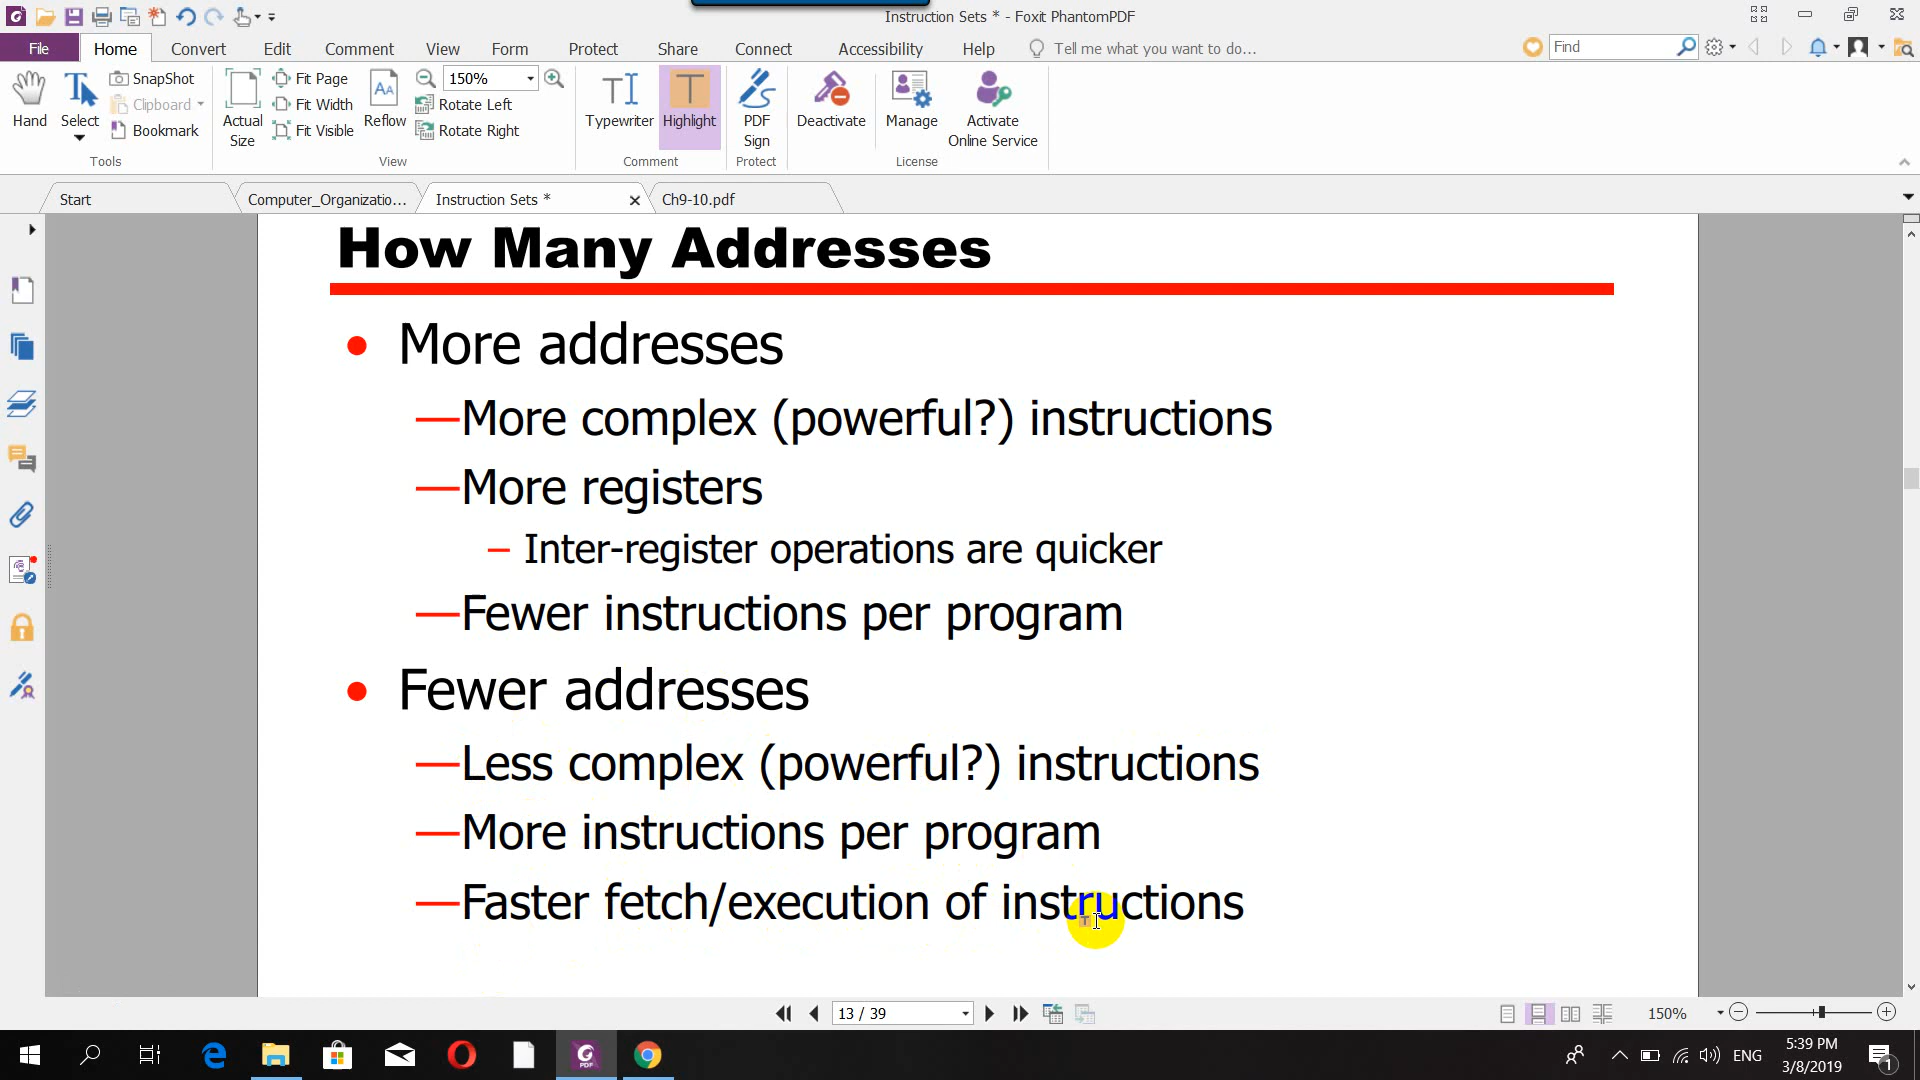 Instruction Sets * - Foxit PhantomPDF
File Home Convert Edit Comment View Form Protect Share Connect Accessibility Help Tell me what you want to do... Find
Hand
Select
SnapShot
Clipboard
Bookmark
Tools
Actual Size
Fit Page
Fit Width
Fit Visible
Reflow
150%
Rotate Left
Rotate Right
View
Typewriter
Highlight
Comment
PDF Sign
Protect
Deactivate
Manage
Activate Online Service
License
Start Computer_Organizatio... Instruction Sets * Ch9-10.pdf
How Many Addresses
• More addresses
—More complex (powerful?) instructions
—More registers
– Inter-register operations are quicker
—Fewer instructions per program
• Fewer addresses
—Less complex (powerful?) instructions
—More instructions per program
—Faster fetch/execution of instructions
13 / 39 150%
ENG 5:39 PM
3/8/2019 1